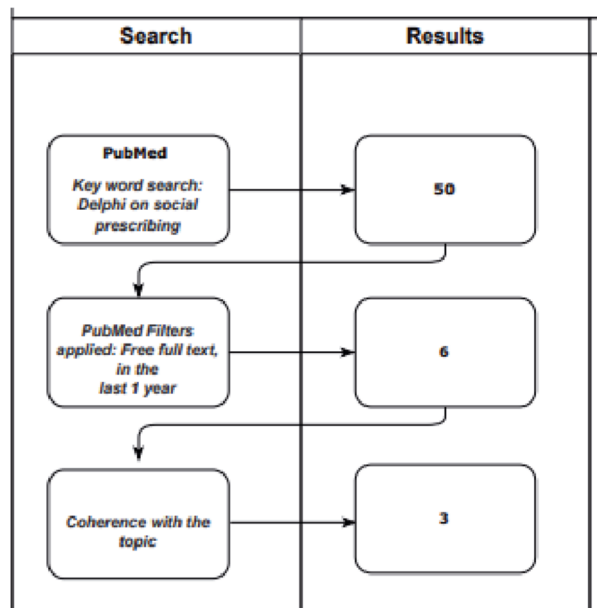 Search
Results
PubMed
Key word search:
Delphi on social
prescribing
50
PubMed Filters
applied: Free full text,
in the
last 1 year
6
Coherence with the
topic
3